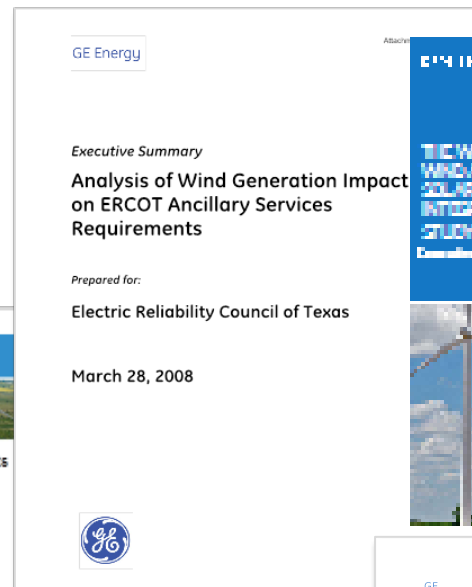 GE Energy
Executive Summary
Analysis of Wind Generation Impact
on ERCOT Ancillary Services
Requirements
Prepared for:
Electric Reliability Council of Texas
March 28, 2008
GE